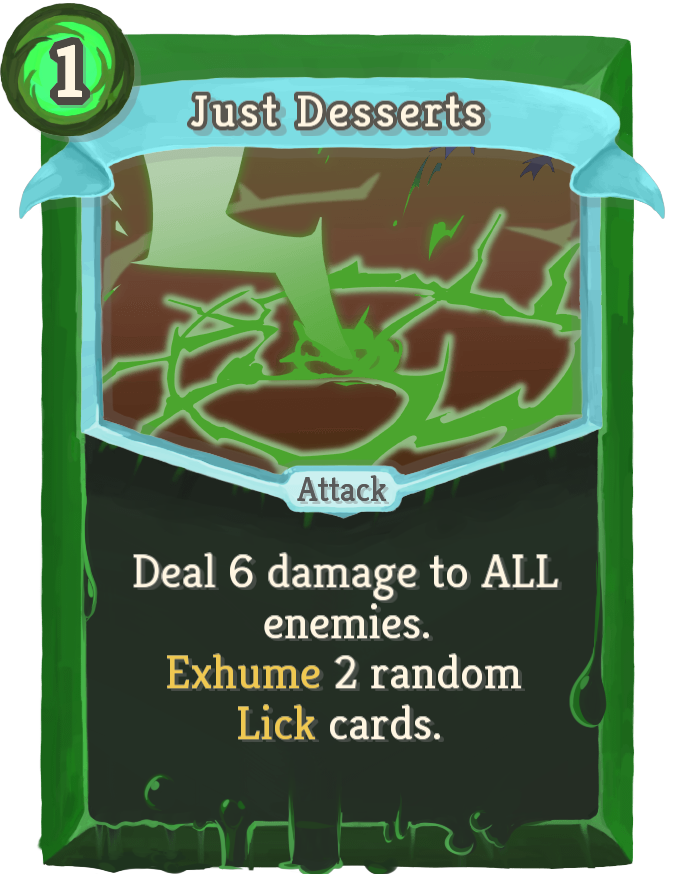 1
Just Desserts
Attack
Deal 6 damage to ALL
enemies.
Exhume 2 random
Lick cards.